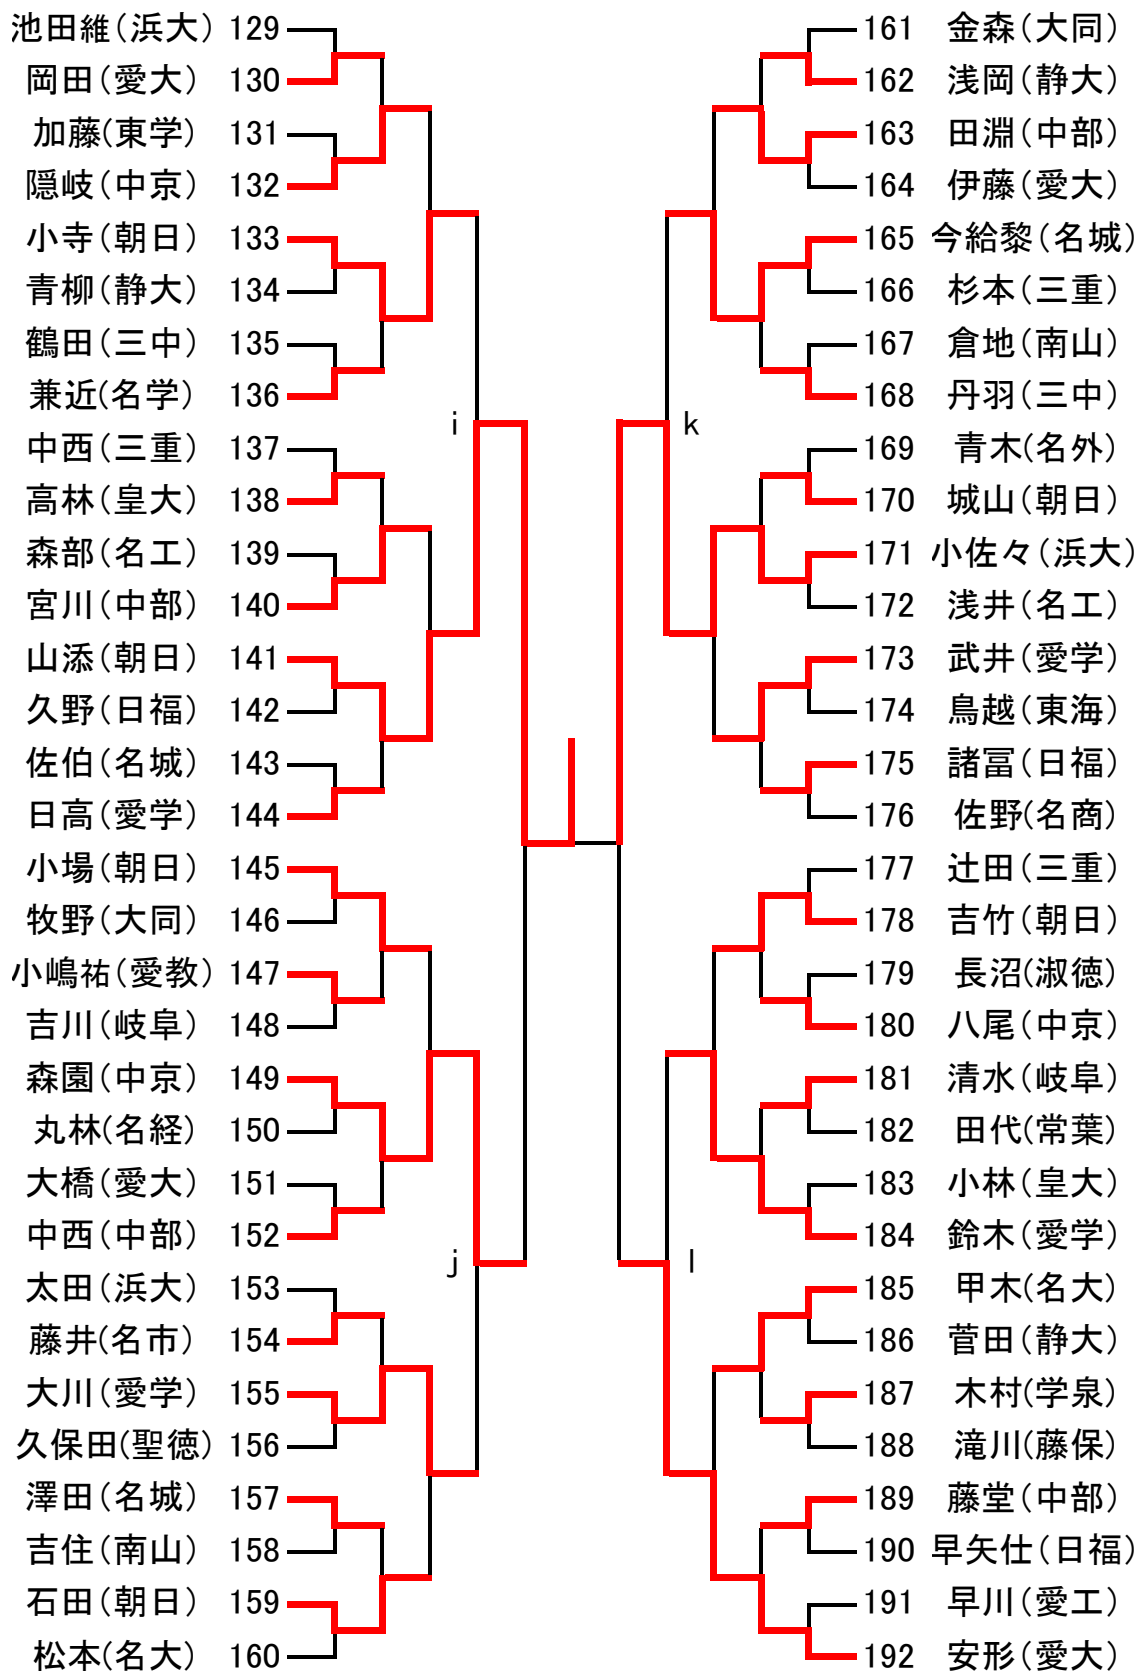 池田維(浜大) 129
岡田(愛大) 130
加藤(東学) 131
隠岐(中京) 132
小寺(朝日) 133
青柳(静大) 134
鶴田(三中) 135
兼近(名学) 136
i
中西(三重) 137
高林(皇大) 138
森部(名工) 139
宮川(中部) 140
山添(朝日) 141
久野(日福) 142
佐伯(名城) 143
日高(愛学) 144
小場(朝日) 145
牧野(大同) 146
小嶋祐(愛教) 147
吉川(岐阜) 148
森園(中京) 149
丸林(名経) 150
大橋(愛大) 151
中西(中部) 152
j
太田(浜大) 153
藤井(名市) 154
大川(愛学) 155
久保田(聖徳) 156
澤田(名城) 157
吉住(南山) 158
石田(朝日) 159
松本(名大) 160
161 金森(大同)
162 浅岡(静大)
163 田淵(中部)
164 伊藤(愛大)
165 今給黎(名城)
166 杉本(三重)
167 倉地(南山)
168 丹羽(三中)
k
169 青木(名外)
170 城山(朝日)
171 小佐々(浜大)
172 浅井(名工)
173 武井(愛学)
174 鳥越(東海)
175 諸冨(日福)
176 佐野(名商)
177 辻田(三重)
178 吉竹(朝日)
179 長沼(淑徳)
180 八尾(中京)
181 清水(岐阜)
182 田代(常葉)
183 小林(皇大)
184 鈴木(愛学)
l
185 甲木(名大)
186 菅田(静大)
187 木村(学泉)
188 滝川(藤保)
189 藤堂(中部)
190 早矢仕(日福)
191 早川(愛工)
192 安形(愛大)